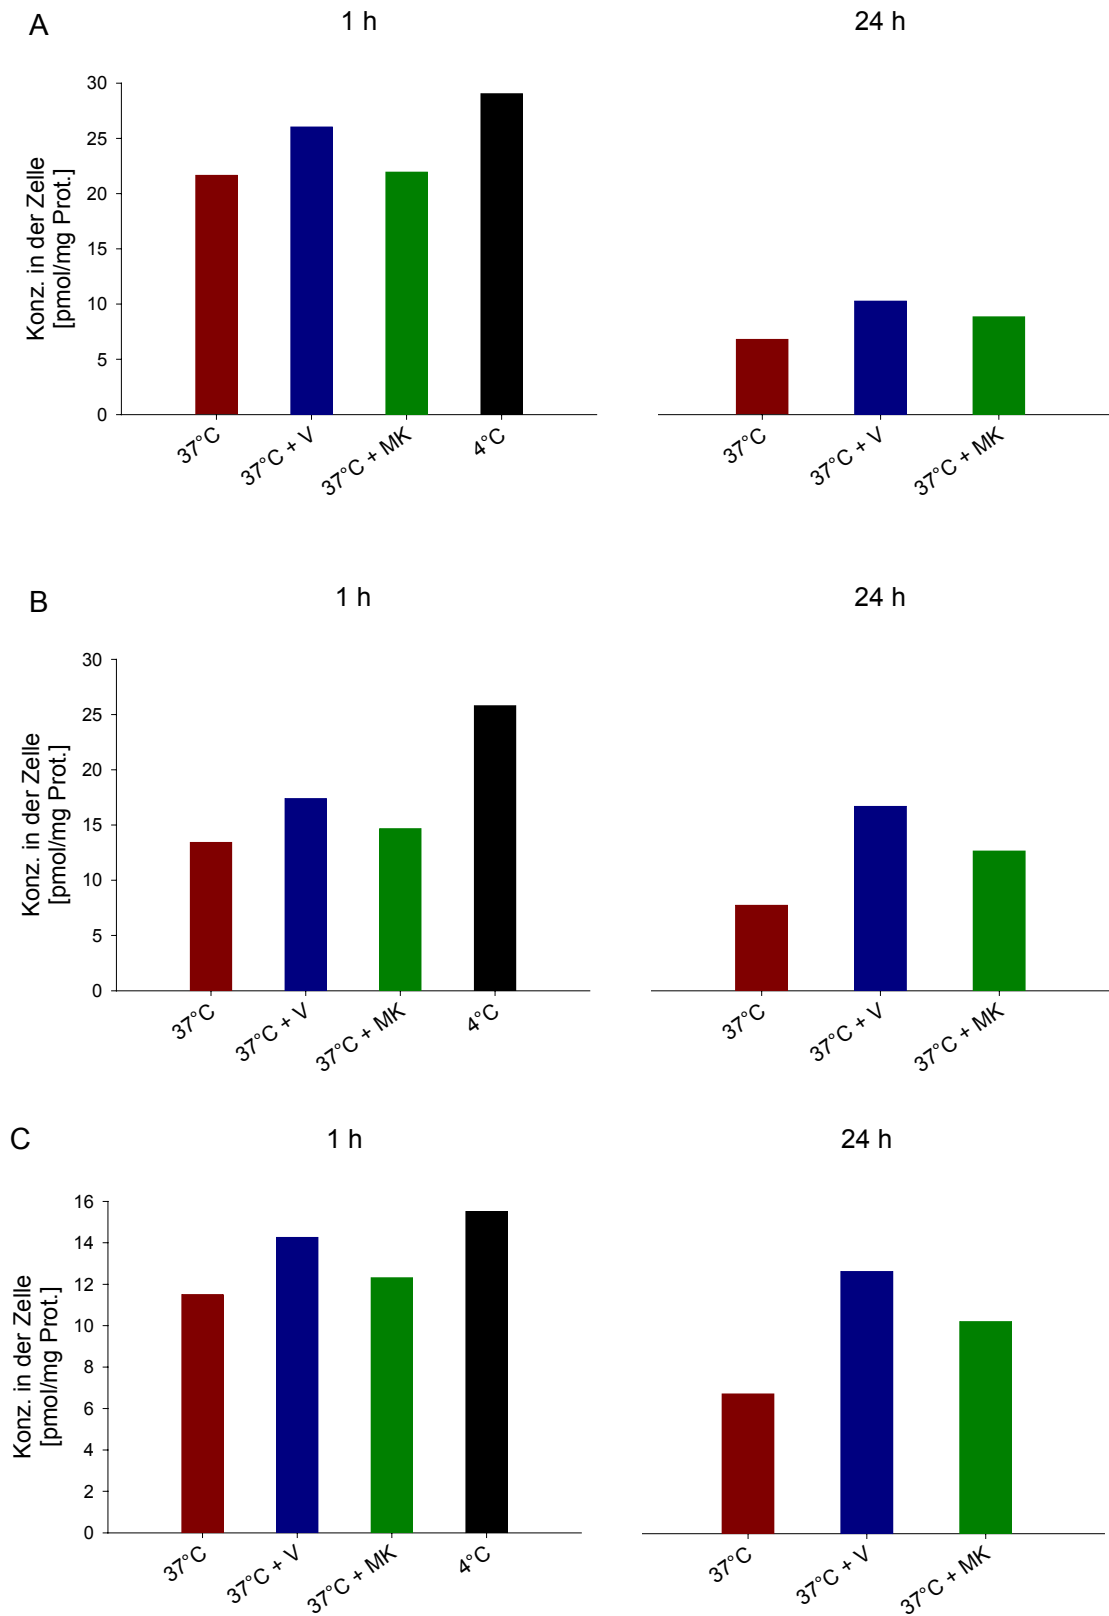 A
1 h
24 h
Konz. in der Zelle
[pmol/mg Prot.]
30
25
20
15
10
5
0
37°C
37°C + V
37°C + MK
4°C
37°C
37°C + V
37°C + MK
B
1 h
24 h
Konz. in der Zelle
[pmol/mg Prot.]
30
25
20
15
10
5
0
37°C
37°C + V
37°C + MK
4°C
37°C
37°C + V
37°C + MK
C
1 h
24 h
Konz. in der Zelle
[pmol/mg Prot.]
16
14
12
10
8
6
4
2
0
37°C
37°C + V
37°C + MK
4°C
37°C
37°C + V
37°C + MK